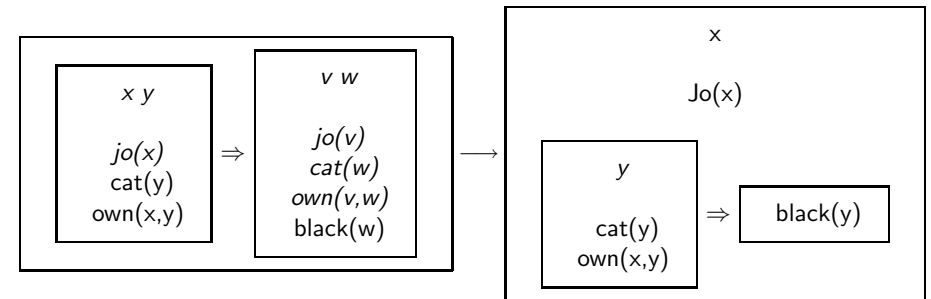 x y
jo(x)
cat(y)
own(x,y)
⇒
v w
jo(v)
cat(w)
own(v,w)
black(w)
⟶
x
Jo(x)
y
cat(y)
own(x,y)
⇒
black(y)